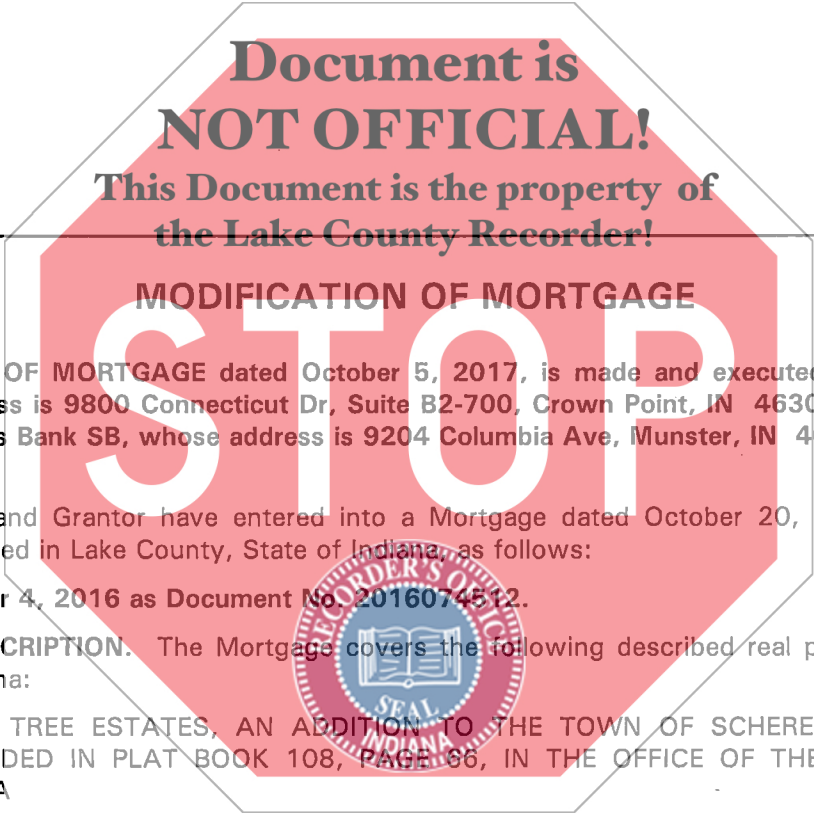 Document is
NOT OFFICIAL!
This Document is the property of
the Lake County Recorder!
MODIFICATION OF MORTGAGE
STOP
OF MORTGAGE dated October 5, 2017, is made and executed
ss is 9800 Connecticut Dr, Suite B2-700, Crown Point, IN 4630
s Bank SB, whose address is 9204 Columbia Ave, Munster, IN 4
and Grantor have entered into a Mortgage dated October 20,
ed in Lake County, State of Indiana, as follows:
r 4, 2016 as Document No. 2016074512.
CRIPTION. The Mortgage covers the following described real p
na:
TREE ESTATES, AN ADDITION TO THE TOWN OF SCHERE
DED IN PLAT BOOK 108, PAGE 66, IN THE OFFICE OF THE
A
RECORDER'S OFFICE
SEAL
INDIANA